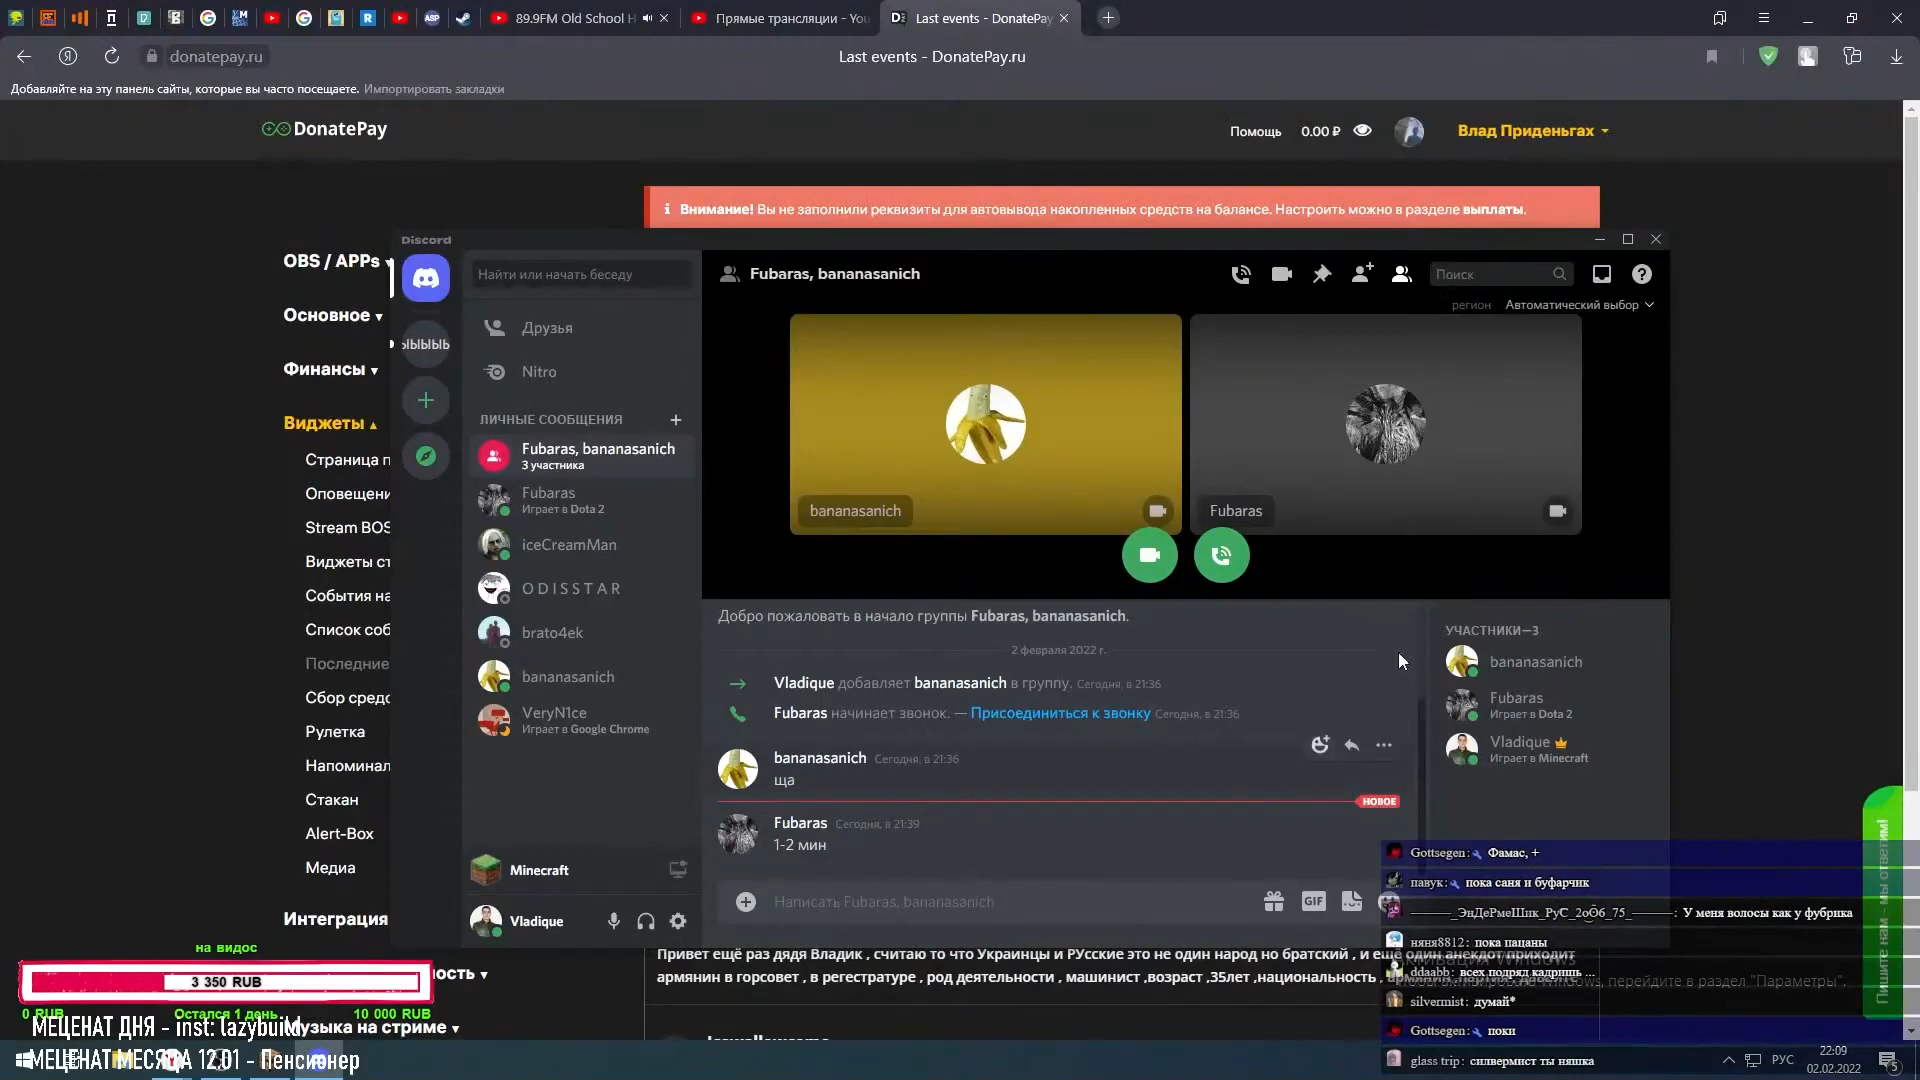 89.9FM Old School H
Прямые трансляции - You
Last events - DonatePay
donatepay.ru
Last events - DonatePay.ru
Добавляйте на эту панель сайты, которые вы часто посещаете. Импортировать закладки
DonatePay
Помощь
0.00 ₽
Влад Приденьгах
Внимание! Вы не заполнили реквизиты для автовывода накопленных средств на балансе. Настроить можно в разделе выплаты.
OBS / APPs
Основное
Финансы
Виджеты
Страница п
Оповещени
Stream BOS
Виджеты ст
События на
Список соб
Последние
Сбор средс
Рулетка
Напоминал
Стакан
Alert-Box
Медиа
Интеграция
Discord
ЫЫЫЫЬ
Найти или начать беседу
Друзья
Nitro
ЛИЧНЫЕ СООБЩЕНИЯ
Fubaras, bananasanich
3 участника
Fubaras
Играет в Dota 2
iceCreamMan
O D I S S T A R
brato4ek
bananasanich
VeryN1ce
Играет в Google Chrome
Minecraft
Vladique
Fubaras, bananasanich
Поиск
регион Автоматический выбор
bananasanich
Fubaras
Добро пожаловать в начало группы Fubaras, bananasanich.
2 февраля 2022 г.
Vladique добавляет bananasanich в группу. Сегодня, в 21:36
Fubaras начинает звонок. — Присоединиться к звонку Сегодня, в 21:36
bananasanich Сегодня, в 21:36
ща
НОВОЕ
Fubaras Сегодня, в 21:39
1-2 мин
Написать Fubaras, bananasanich
GIF
УЧАСТНИКИ—3
bananasanich
Fubaras
Играет в Dota 2
Vladique
Играет в Minecraft
Привет ещё раз дядя Владик , считаю то что Украинцы и РУсские это не один народ но братский , и ещё один анекдот приходит
армянин в горсовет , в регестратуре , род деятельности , машинист ,возраст ,35лет ,национальность ,
Gottsegen: Фамас, +
павук: пока саня и буфарчик
: У меня волосы как у фубрика
няня8812: пока пацаны
ddaabb: всех подряд кадришь ...
silvermist: думай*
Gottsegen: поки
glass trip: силвермист ты няшка
перейдите в раздел "Параметры".
Пишите нам - мы ответим!
на видос
3 350 RUB
0 RUB
Остался 1 день
10 000 RUB
ность
МЕЦЕНАТ ДНЯ - inst: lazybuild
Музыка на стриме
МЕЦЕНАТ МЕСЯЦА 12.01 - Пенсионер
РУС
22:09
02.02.2022
5